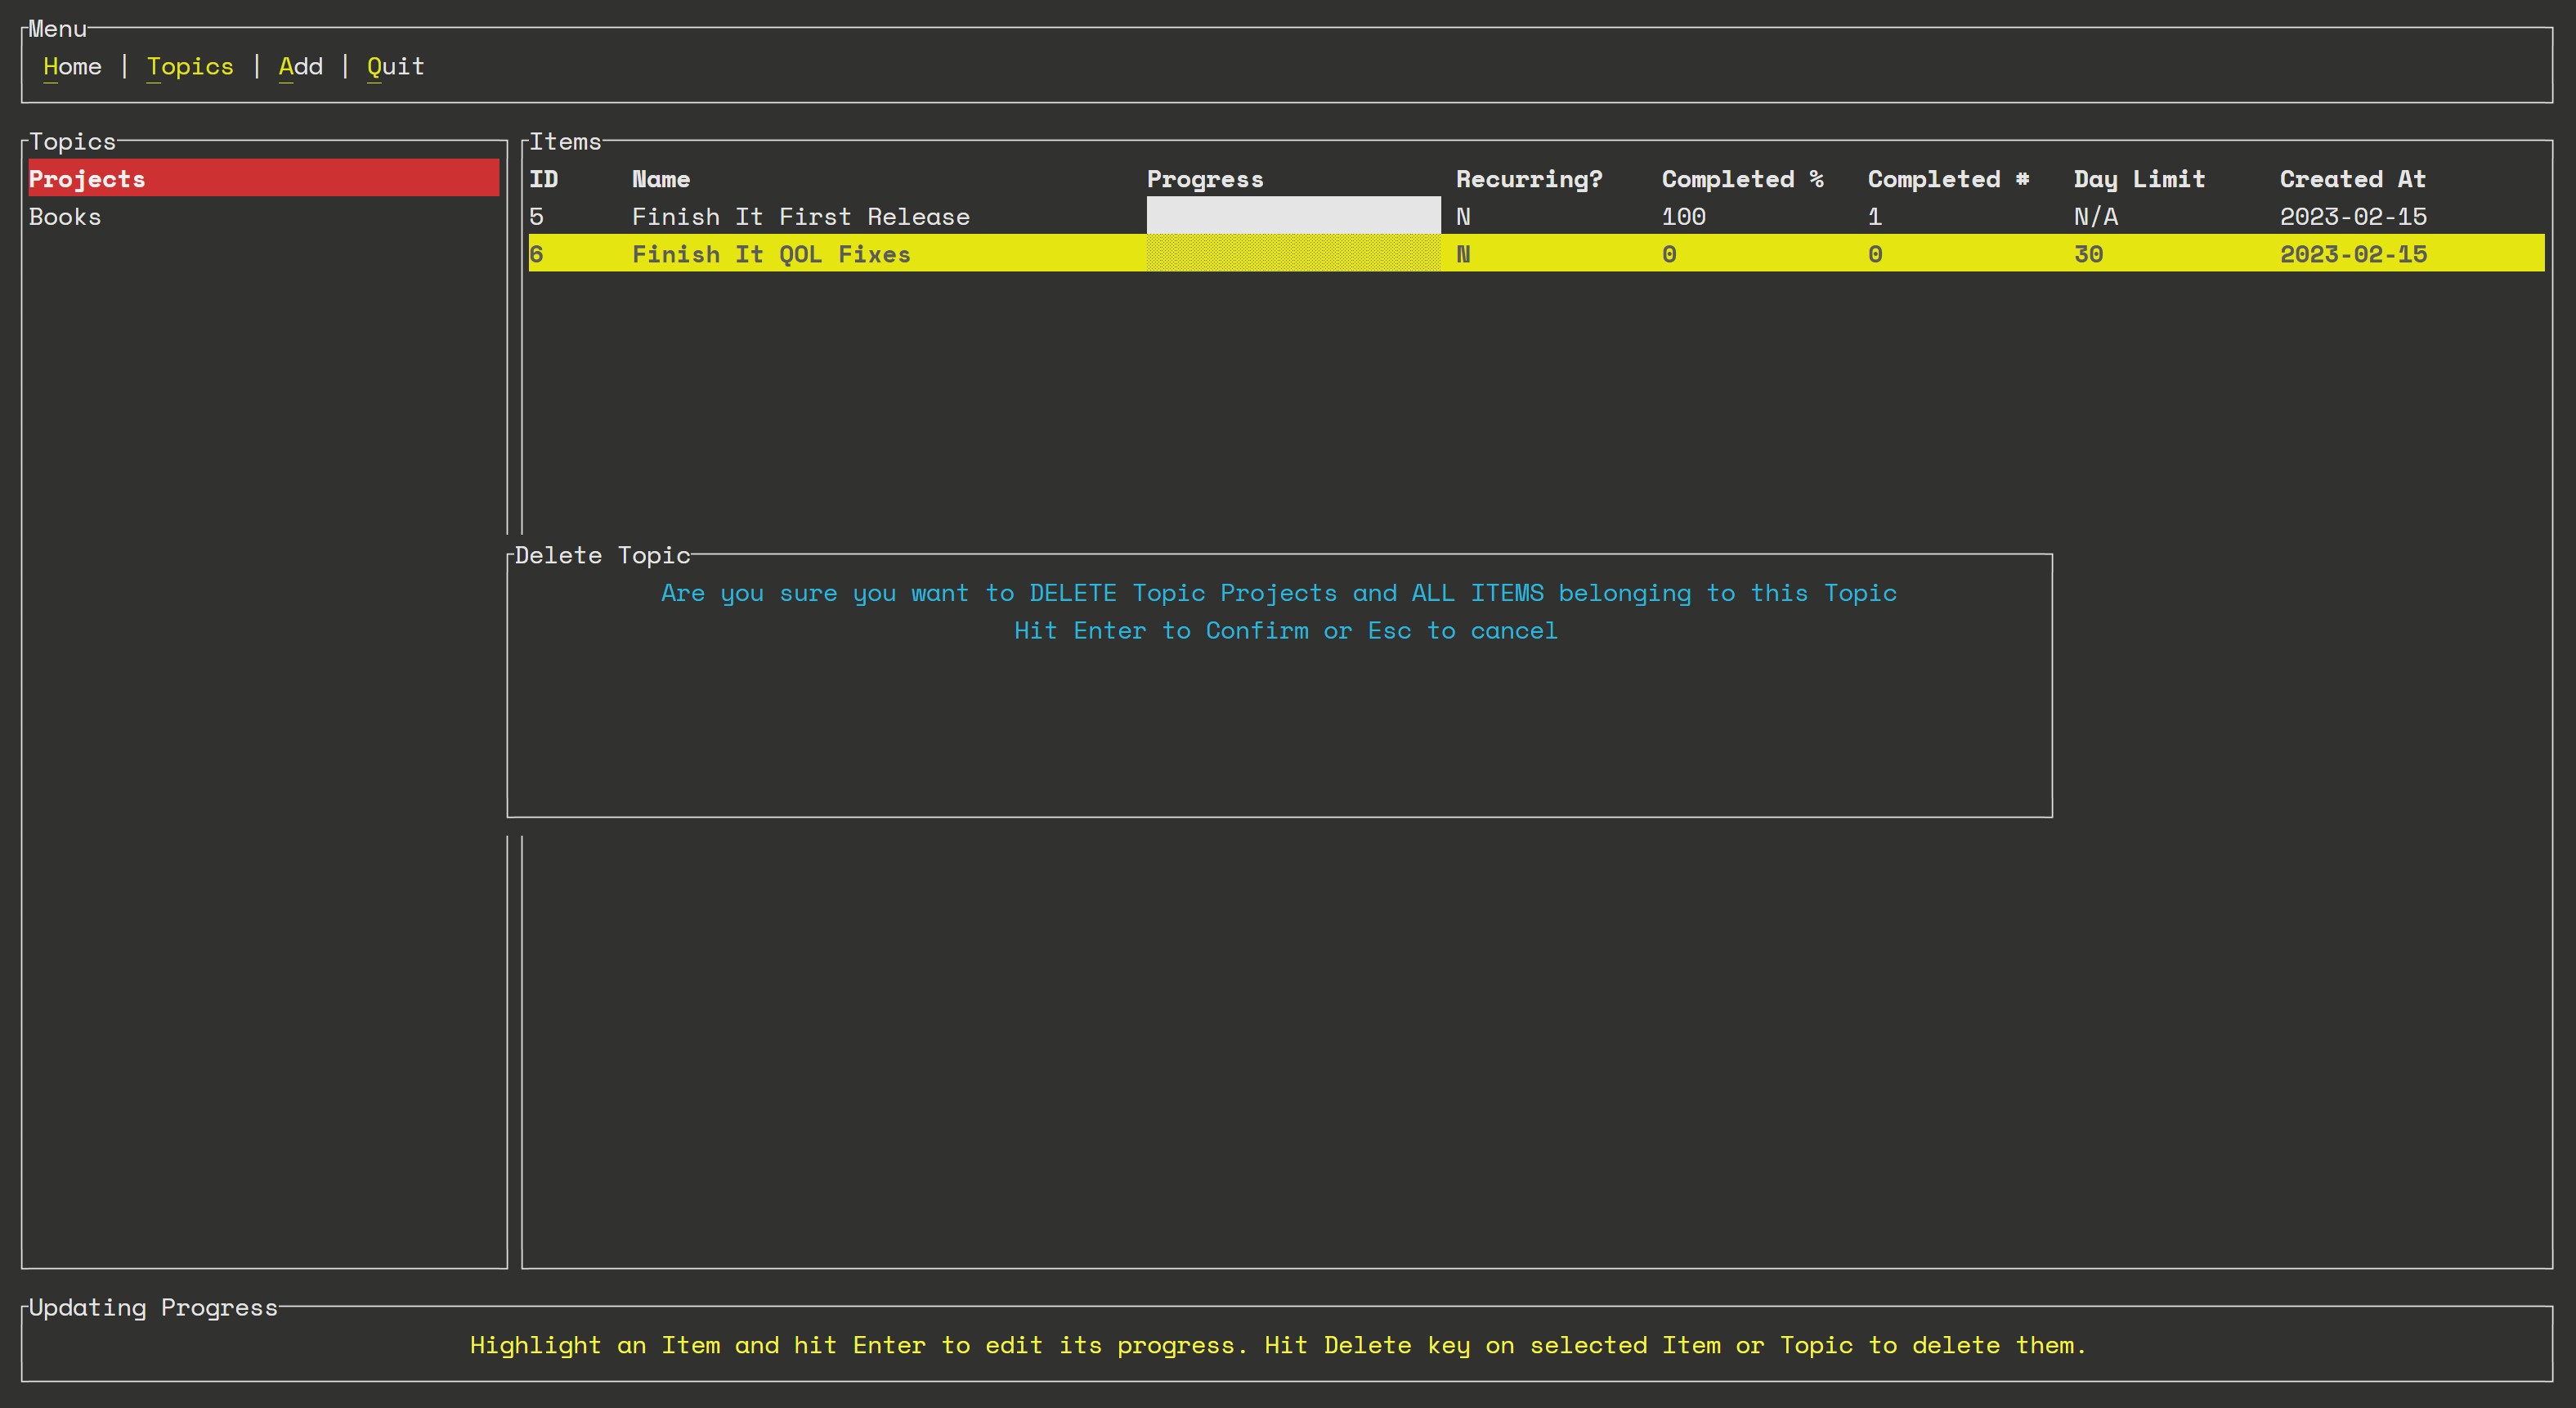 Menu
Home | Topics | Add | Quit
Topics
Projects
Books
Items
ID Name Progress Recurring? Completed % Completed # Day Limit Created At
5 Finish It First Release N 100 1 N/A 2023-02-15
6 Finish It QOL Fixes N 0 0 30 2023-02-15
Delete Topic
Are you sure you want to DELETE Topic Projects and ALL ITEMS belonging to this Topic
Hit Enter to Confirm or Esc to cancel
Updating Progress
Highlight an Item and hit Enter to edit its progress. Hit Delete key on selected Item or Topic to delete them.